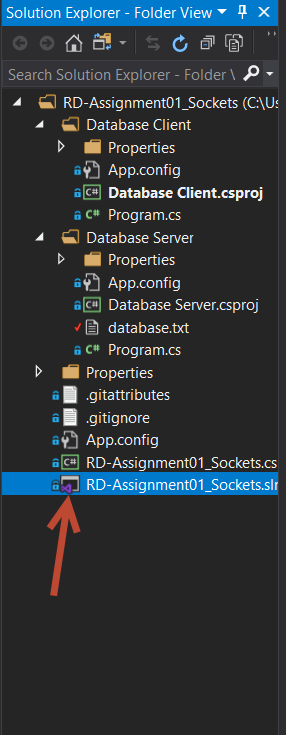 Solution Explorer - Folder View
Search Solution Explorer - Folder V
RD-Assignment01_Sockets (C:\Us
Database Client
Properties
App.config
C# Database Client.csproj
C# Program.cs
Database Server
Properties
App.config
C# Database Server.csproj
database.txt
C# Program.cs
Properties
.gitattributes
.gitignore
App.config
C# RD-Assignment01_Sockets.cs
RD-Assignment01_Sockets.sln